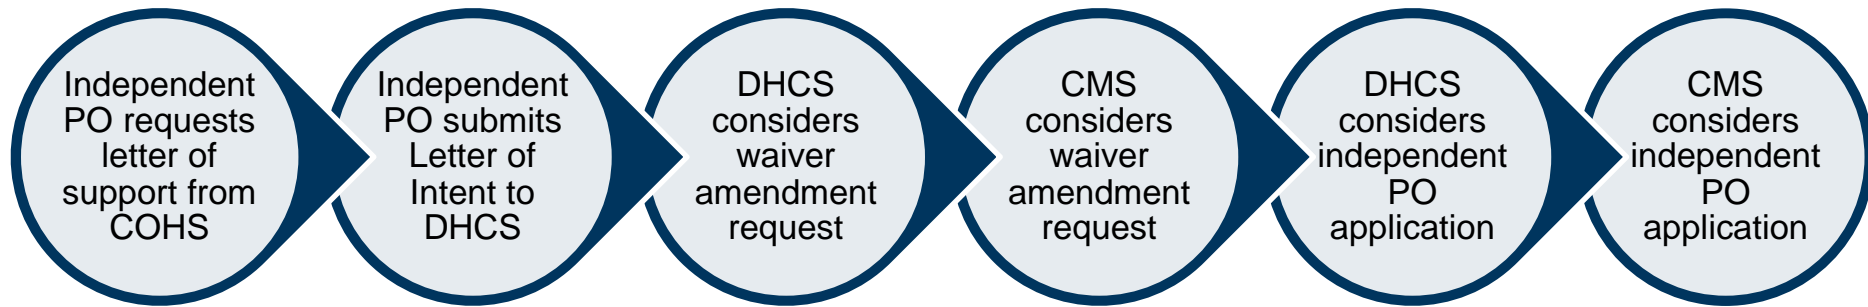 Independent
PO requests
letter of
support from
COHS
Independent
PO submits
Letter of
Intent to
DHCS
DHCS
considers
waiver
amendment
request
CMS
considers
waiver
amendment
request
DHCS
considers
independent
PO
application
CMS
considers
independent
PO
application